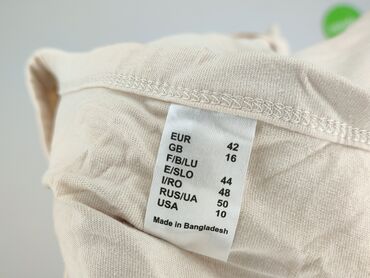 EUR 42
GB 16
F/B/LU
E/SLO 44
I/RO 48
RUS/UA 50
USA 10
Made in Bangladesh